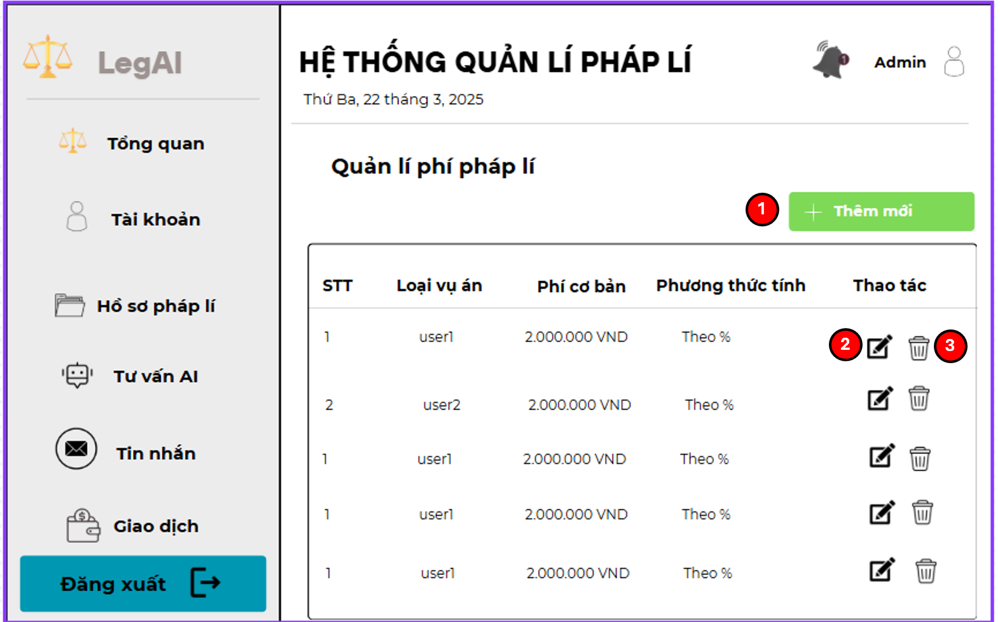 LegAI
Tổng quan
Tài khoản
Hồ sơ pháp lí
Tư vấn AI
Tin nhắn
Giao dịch
Đăng xuất
HỆ THỐNG QUẢN LÍ PHÁP LÍ
1
Admin
Thứ Ba, 22 tháng 3, 2025
Quản lí phí pháp lí
1 Thêm mới
STT Loại vụ án Phí cơ bản Phương thức tính Thao tác
1 user1 2.000.000 VND Theo % 2 3
2 user2 2.000.000 VND Theo %
1 user1 2.000.000 VND Theo %
1 user1 2.000.000 VND Theo %
1 user1 2.000.000 VND Theo %